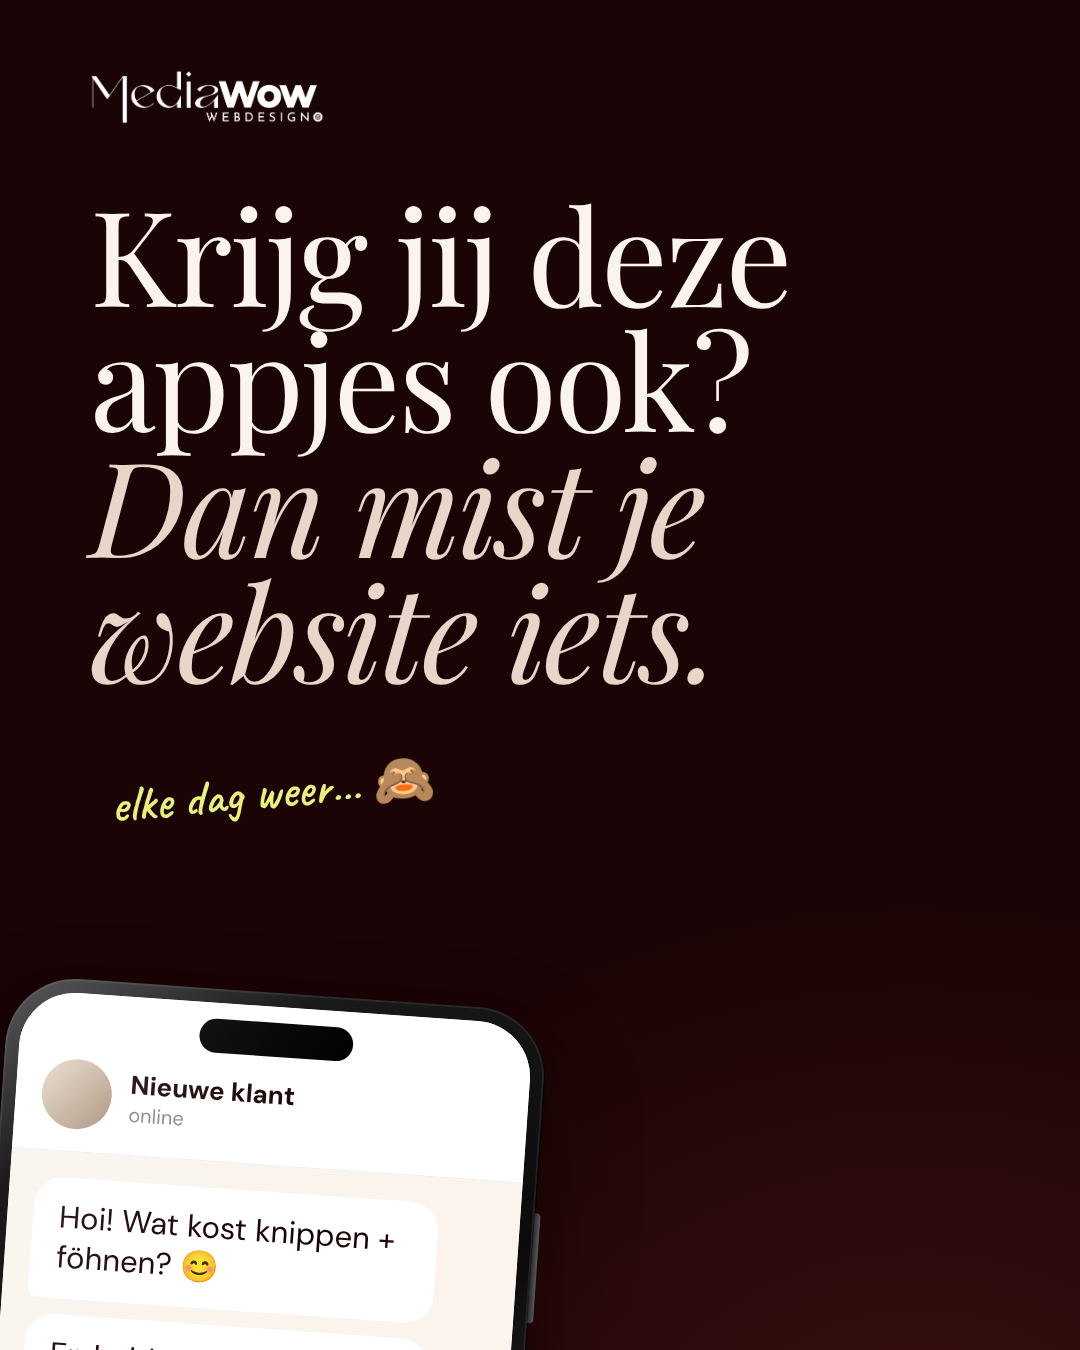 MediaWow
WEBDESIGN
Krijg jij deze
appjes ook?
Dan mist je
website iets.
elke dag weer... 🙈
Nieuwe klant
online
Hoi! Wat kost knippen +
föhnen? 😊